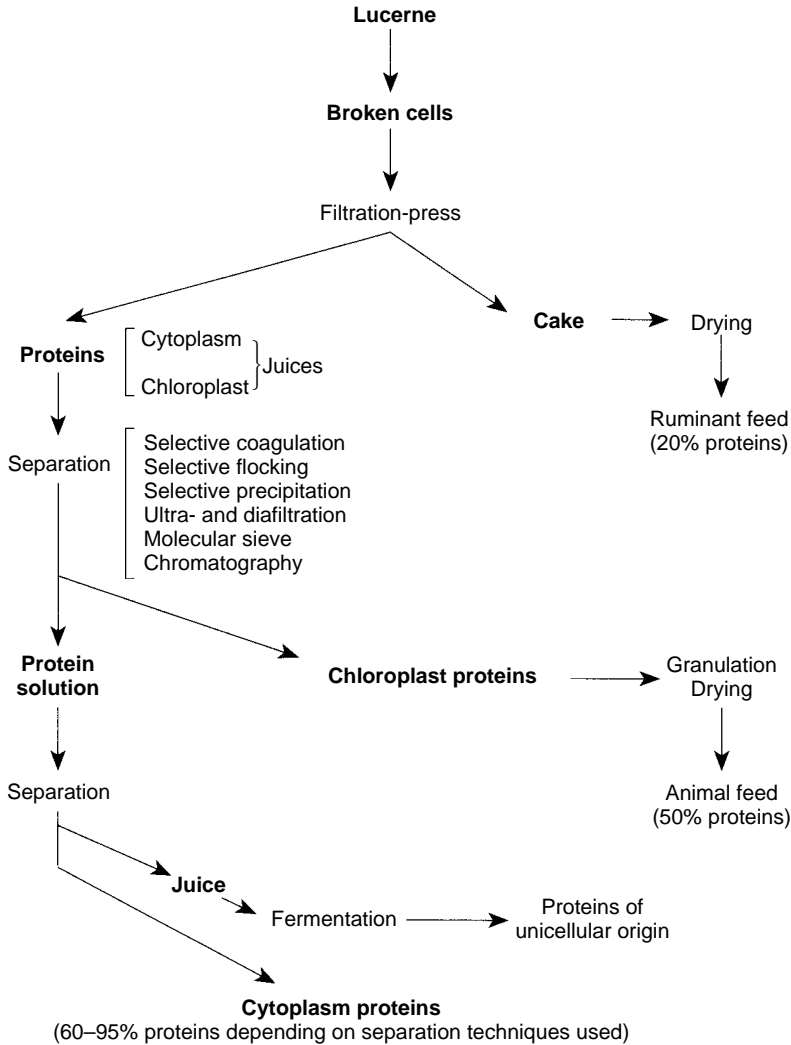 Lucerne
Broken cells
Filtration-press
Cake
Drying
Ruminant feed
(20% proteins)
Proteins
Cytoplasm
Chloroplast
Juices
Separation
Selective coagulation
Selective flocking
Selective precipitation
Ultra- and diafiltration
Molecular sieve
Chromatography
Protein
solution
Chloroplast proteins
Granulation
Drying
Animal feed
(50% proteins)
Separation
Juice
Fermentation
Proteins of
unicellular origin
Cytoplasm proteins
(60–95% proteins depending on separation techniques used)